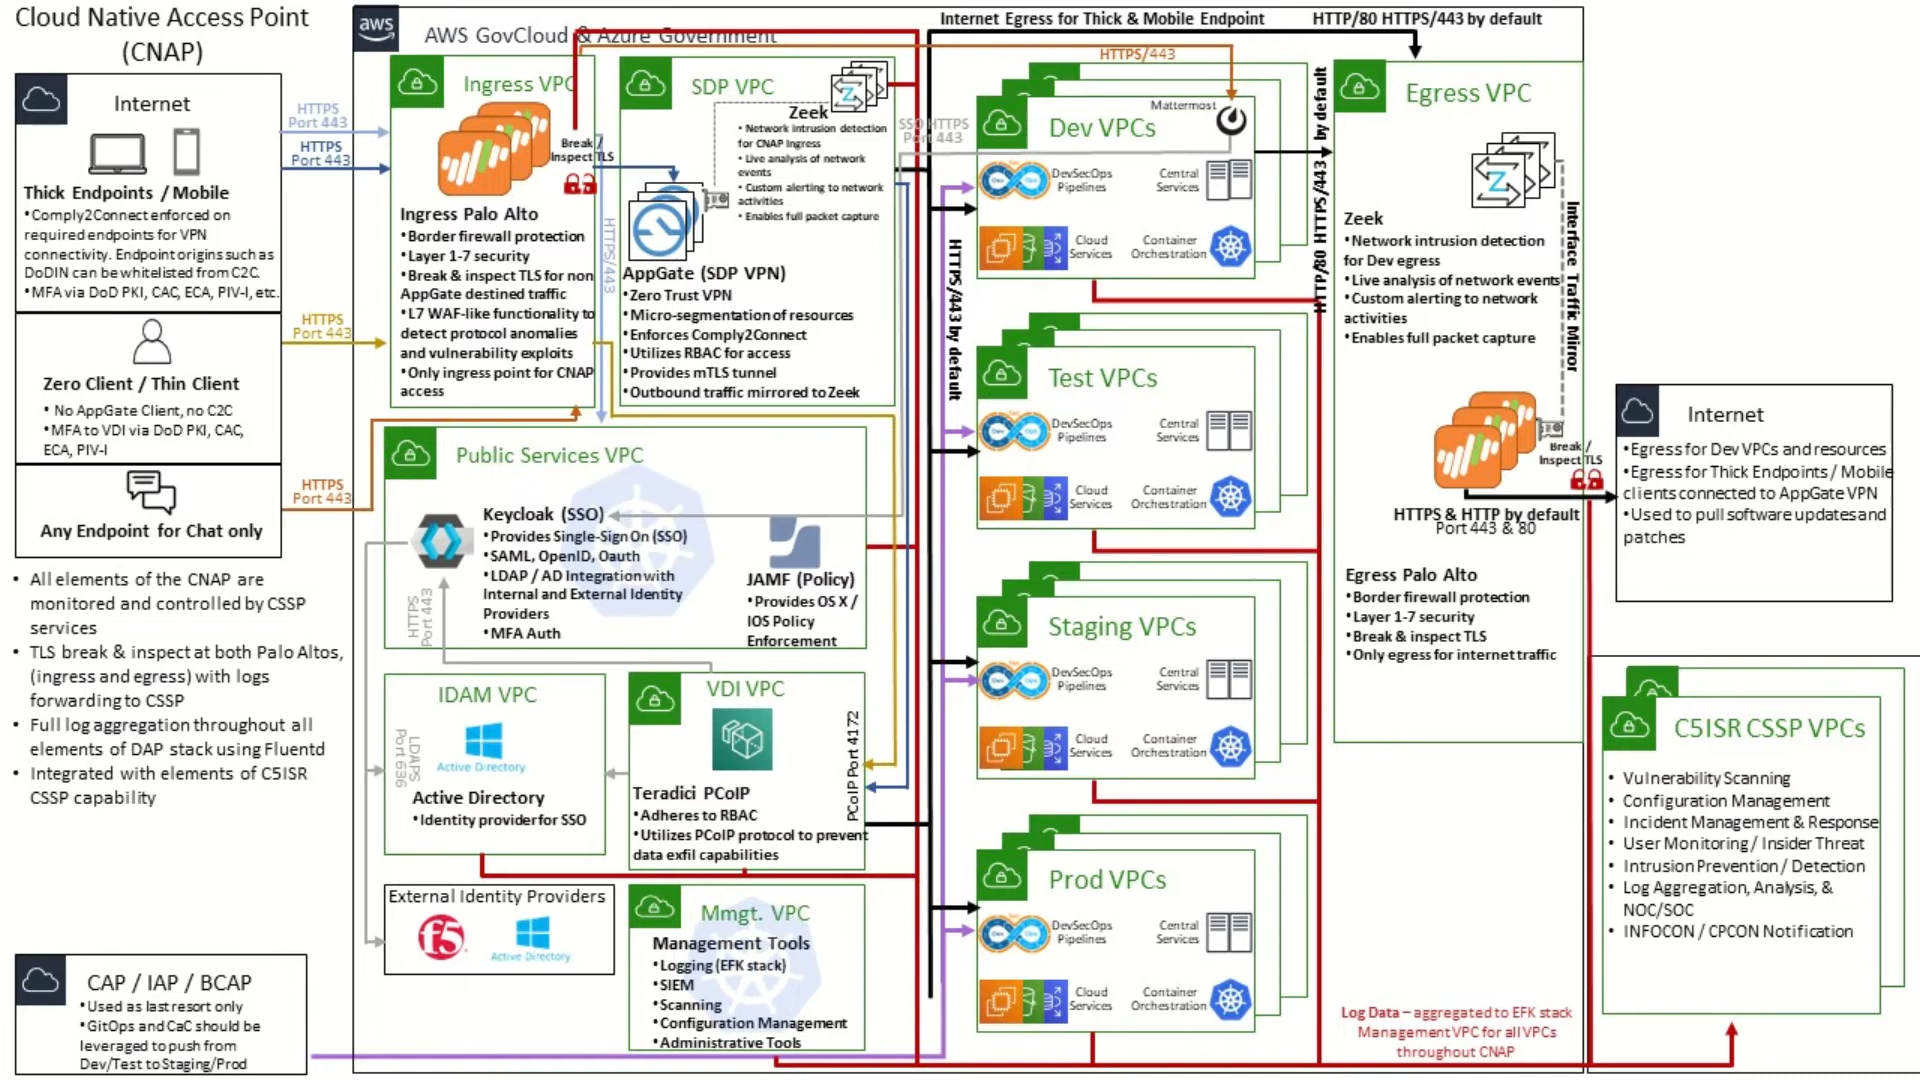 Cloud Native Access Point
(CNAP)
Internet
Thick Endpoints / Mobile
•Comply2Connect enforced on
required endpoints for VPN
connectivity. Endpoint origins such as
DoDIN can be whitelisted from C2C.
•MFA via DoD PKI, CAC, ECA, PIV-I, etc.
Zero Client / Thin Client
• No AppGate Client, no C2C
• MFA to VDI via DoD PKI, CAC,
ECA, PIV-I
Any Endpoint for Chat only
• All elements of the CNAP are
monitored and controlled by CSSP
services
• TLS break & inspect at both Palo Altos,
(ingress and egress) with logs
forwarding to CSSP
• Full log aggregation throughout all
elements of DAP stack using Fluentd
• Integrated with elements of C5ISR
CSSP capability
CAP / IAP / BCAP
•Used as last resort only
•GitOps and CaC should be
leveraged to push from
Dev/Test to Staging/Prod
HTTPS
Port 443
HTTPS
Port 443
HTTPS
Port 443
HTTPS
Port 443
aws
AWS GovCloud & Azure Government
Ingress VPC
Break /
Inspect TLS
Ingress Palo Alto
•Border firewall protection
•Layer 1-7 security
•Break & inspect TLS for non
AppGate destined traffic
•L7 WAF-like functionality to
detect protocol anomalies
and vulnerability exploits
•Only ingress point for CNAP
access
HTTPS/443
SDP VPC
Zeek
• Network intrusion detection
for CNAP Ingress
• Live analysis of network
events
• Custom alerting to network
activities
• Enables full packet capture
AppGate (SDP VPN)
•Zero Trust VPN
•Micro-segmentation of resources
•Enforces Comply2Connect
•Utilizes RBAC for access
•Provides mTLS tunnel
•Outbound traffic mirrored to Zeek
Public Services VPC
Keycloak (SSO)
•Provides Single-Sign On (SSO)
•SAML, OpenID, Oauth
•LDAP / AD Integration with
Internal and External Identity
Providers
•MFA Auth
JAMF (Policy)
•Provides OS X /
IOS Policy
Enforcement
HTTPS
Port 443
IDAM VPC
LDAPS
Port 636
Active Directory
Active Directory
•Identity provider for SSO
VDI VPC
PCoIP Port 4172
Teradici PCoIP
•Adheres to RBAC
•Utilizes PCoIP protocol to prevent
data exfil capabilities
External Identity Providers
f5
Active Directory
Mmgt. VPC
Management Tools
•Logging (EFK stack)
•SIEM
•Scanning
•Configuration Management
•Administrative Tools
Internet Egress for Thick & Mobile Endpoint
HTTP/80 HTTPS/443 by default
HTTPS/443
SSO HTTPS
Port 443
HTTPS/443 by default
Dev VPCs
Mattermost
DevSecOps
Pipelines
Central
Services
Cloud
Services
Container
Orchestration
Test VPCs
DevSecOps
Pipelines
Central
Services
Cloud
Services
Container
Orchestration
Staging VPCs
DevSecOps
Pipelines
Central
Services
Cloud
Services
Container
Orchestration
Prod VPCs
DevSecOps
Pipelines
Central
Services
Cloud
Services
Container
Orchestration
HTTP/80 HTTPS/443 by default
Egress VPC
Zeek
•Network intrusion detection
for Dev egress
•Live analysis of network events
•Custom alerting to network
activities
•Enables full packet capture
Interface Traffic Mirror
Break /
Inspect TLS
HTTPS & HTTP by default
Port 443 & 80
Egress Palo Alto
•Border firewall protection
•Layer 1-7 security
•Break & inspect TLS
•Only egress for internet traffic
Log Data – aggregated to EFK stack
Management VPC for all VPCs
throughout CNAP
Internet
•Egress for Dev VPCs and resources
•Egress for Thick Endpoints / Mobile
clients connected to AppGate VPN
•Used to pull software updates and
patches
C5ISR CSSP VPCs
• Vulnerability Scanning
• Configuration Management
• Incident Management & Response
• User Monitoring / Insider Threat
• Intrusion Prevention / Detection
• Log Aggregation, Analysis, &
NOC/SOC
• INFOCON / CPCON Notification